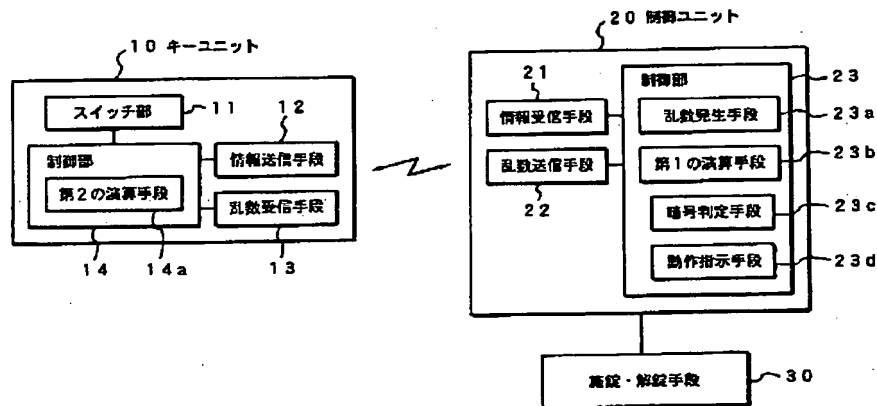 10 キーユニット
スイッチ部
11
制御部
第2の演算手段
14
14a
12
情報送信手段
乱数受信手段
13
20 制御ユニット
21
情報受信手段
乱数送信手段
22
制御部
23
乱数発生手段
23a
第1の演算手段
23b
暗号判定手段
23c
動作指示手段
23d
施錠・解錠手段
30